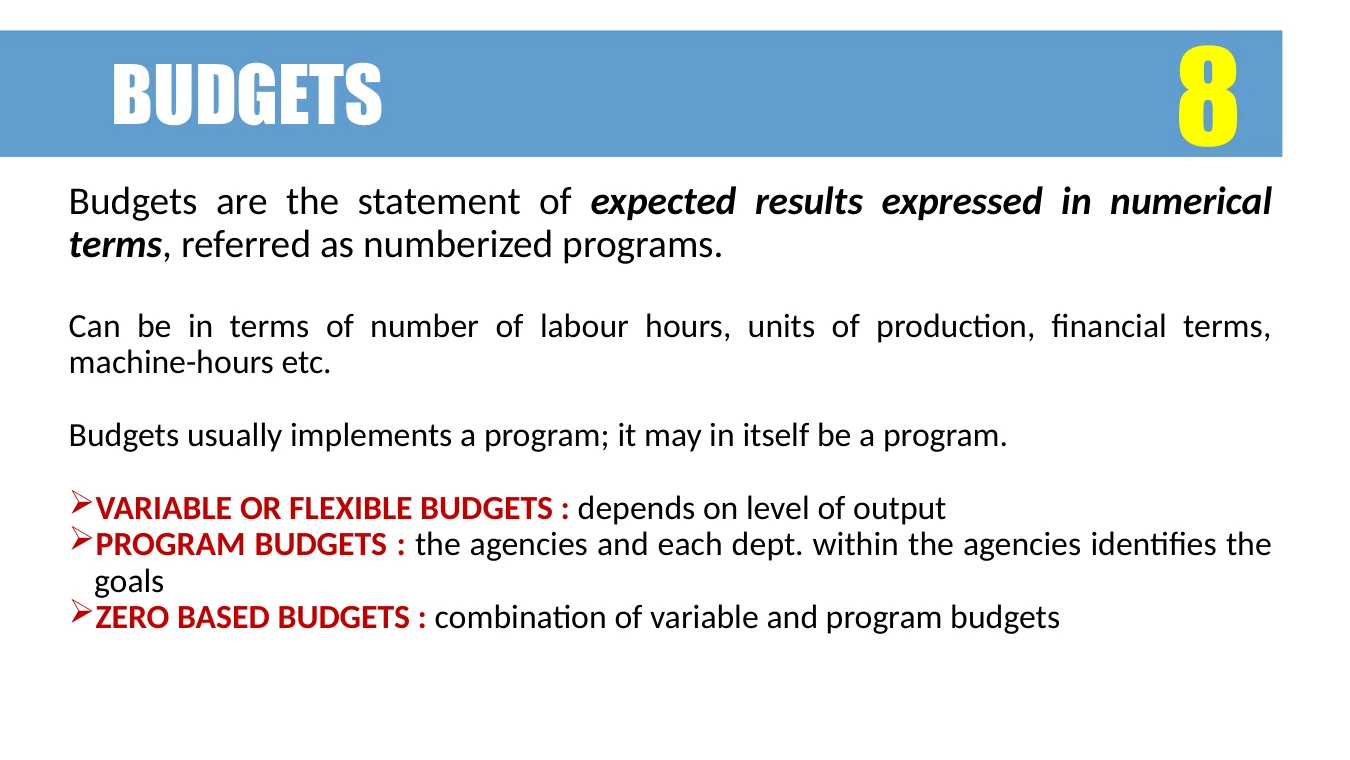 BUDGETS
8
Budgets are the statement of expected results expressed in numerical
terms, referred as numberized programs.
Can be in terms of number of labour hours, units of production, financial terms,
machine-hours etc.
Budgets usually implements a program; it may in itself be a program.
➢VARIABLE OR FLEXIBLE BUDGETS : depends on level of output
➢PROGRAM BUDGETS : the agencies and each dept. within the agencies identifies the
goals
➢ZERO BASED BUDGETS : combination of variable and program budgets